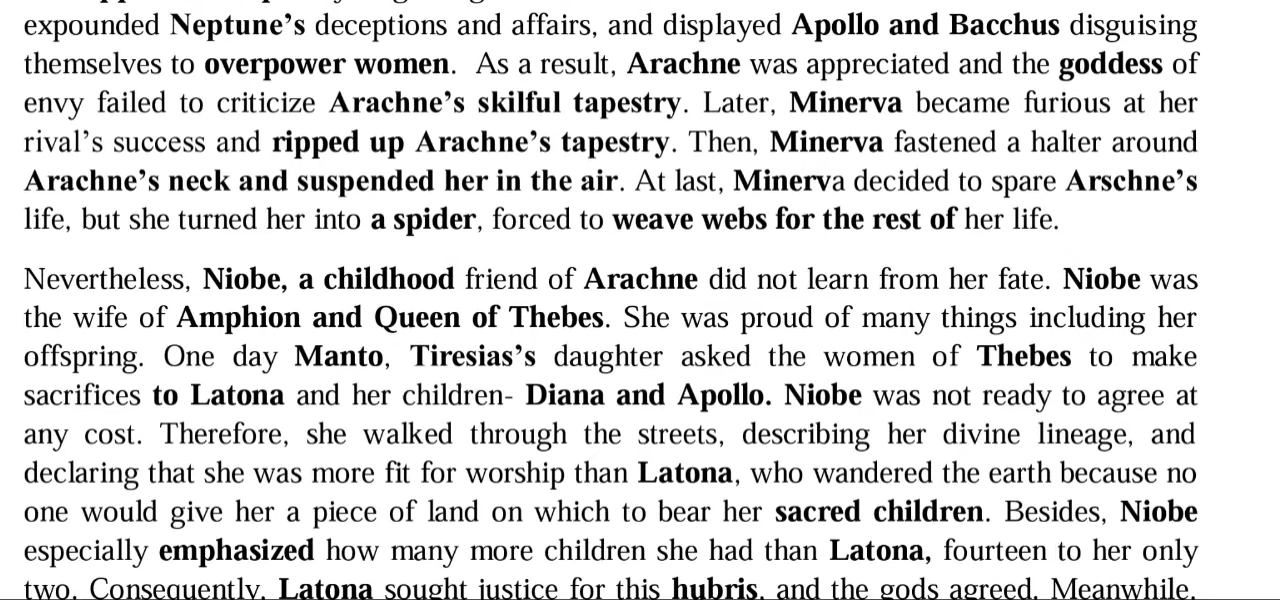 expounded Neptune’s deceptions and affairs, and displayed Apollo and Bacchus disguising
themselves to overpower women. As a result, Arachne was appreciated and the goddess of
envy failed to criticize Arachne’s skilful tapestry. Later, Minerva became furious at her
rival’s success and ripped up Arachne’s tapestry. Then, Minerva fastened a halter around
Arachne’s neck and suspended her in the air. At last, Minerva decided to spare Arschne’s
life, but she turned her into a spider, forced to weave webs for the rest of her life.
Nevertheless, Niobe, a childhood friend of Arachne did not learn from her fate. Niobe was
the wife of Amphion and Queen of Thebes. She was proud of many things including her
offspring. One day Manto, Tiresias’s daughter asked the women of Thebes to make
sacrifices to Latona and her children- Diana and Apollo. Niobe was not ready to agree at
any cost. Therefore, she walked through the streets, describing her divine lineage, and
declaring that she was more fit for worship than Latona, who wandered the earth because no
one would give her a piece of land on which to bear her sacred children. Besides, Niobe
especially emphasized how many more children she had than Latona, fourteen to her only
two. Consequently, Latona sought justice for this hubris, and the gods agreed. Meanwhile,